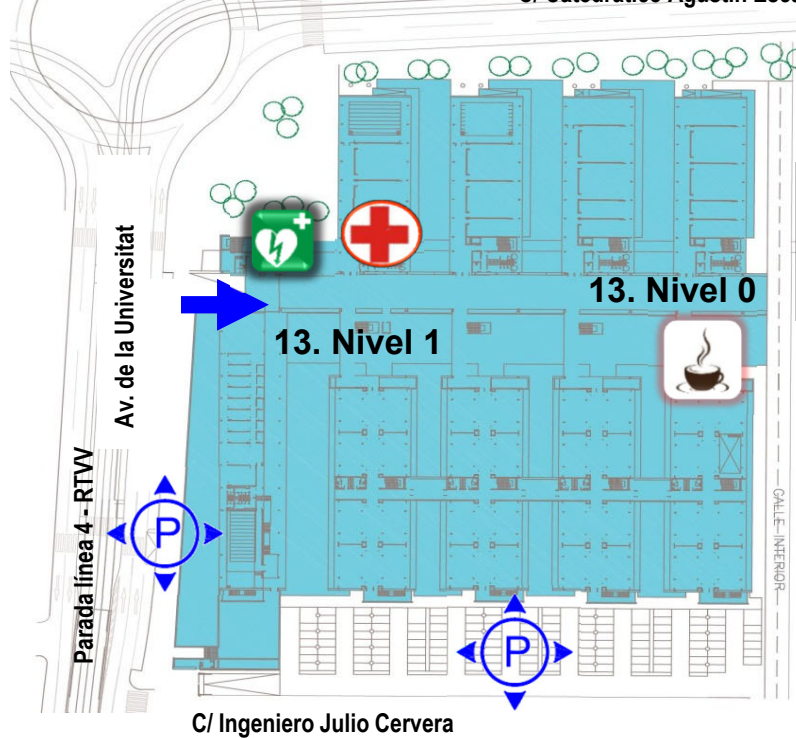 13. Nivel 0
13. Nivel 1
Av. de la Universitat
Parada línea 4 - RTVV
P
P
CALLE INTERIOR
C/ Ingeniero Julio Cervera